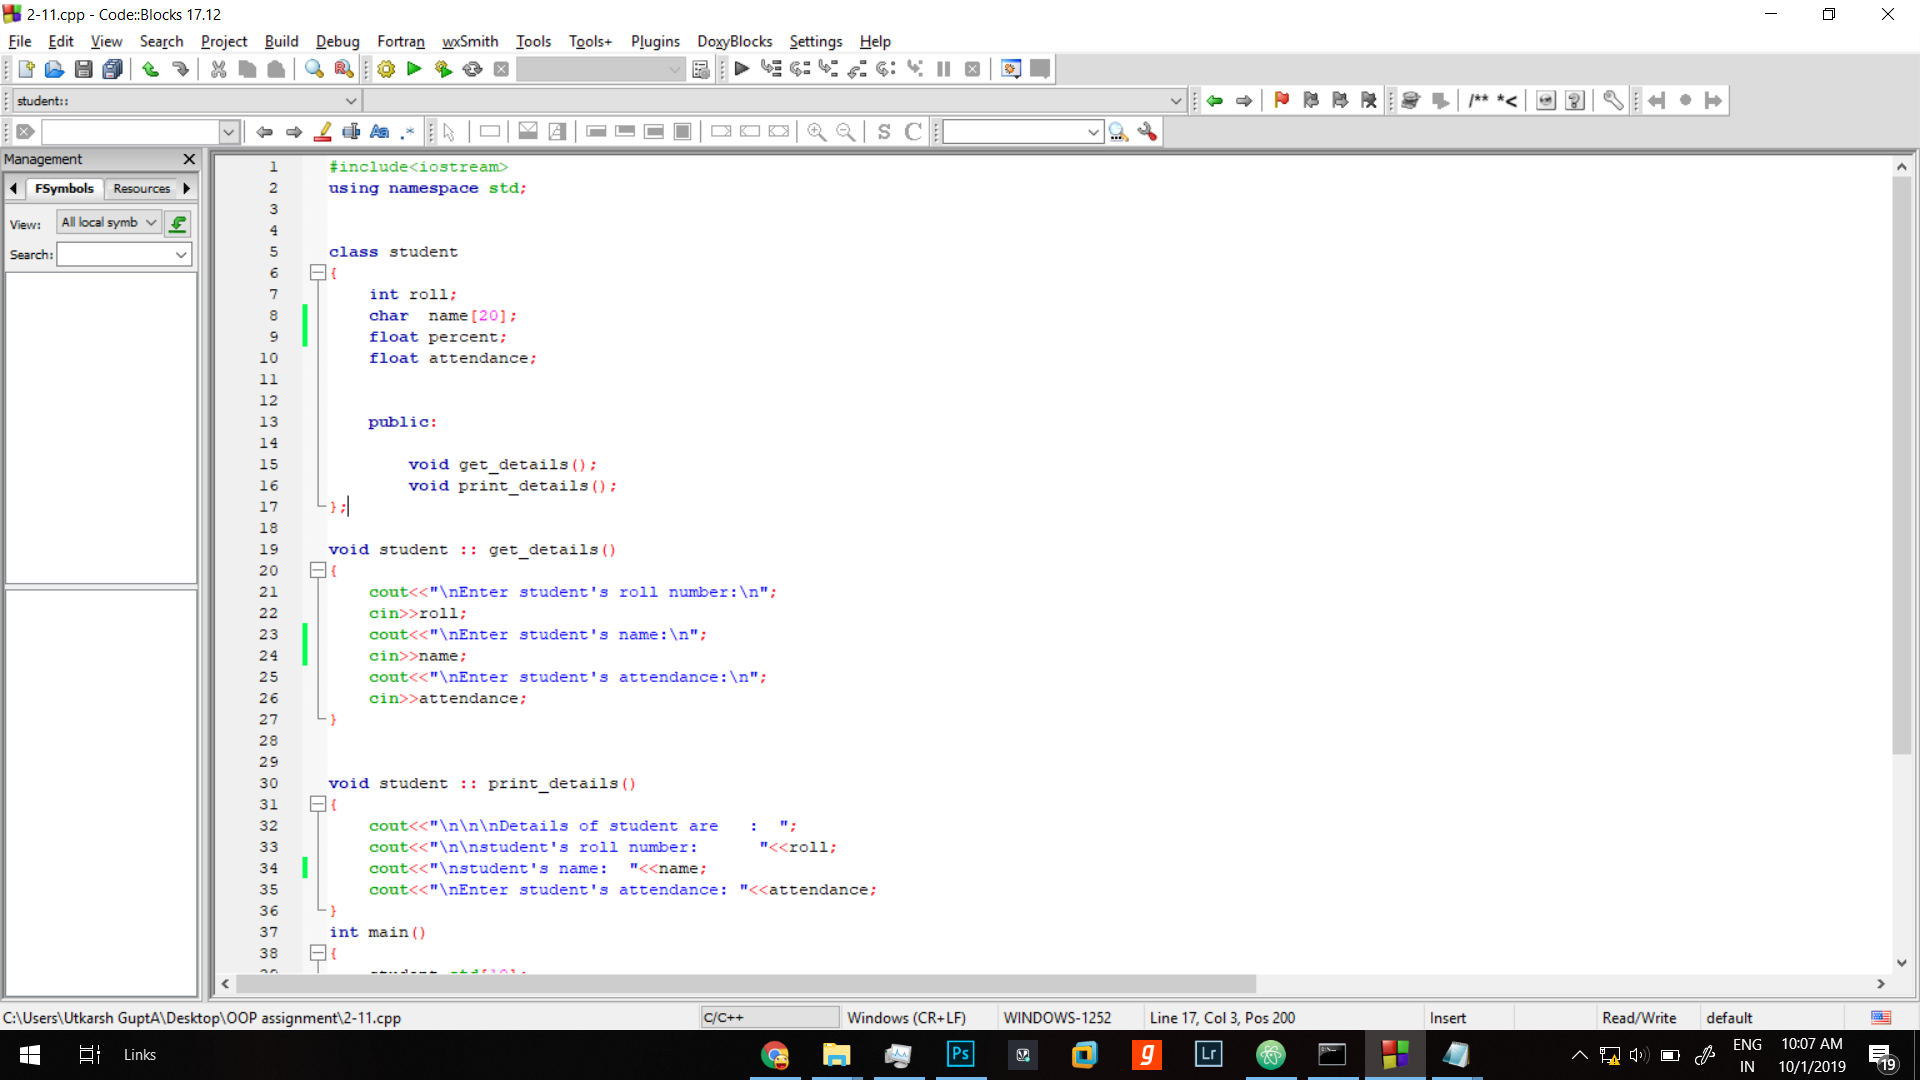 2-11.cpp - Code::Blocks 17.12
File Edit View Search Project Build Debug Fortran wxSmith Tools Tools+ Plugins DoxyBlocks Settings Help
student::
/** *<
Aa .*
S C
Management
FSymbols Resources
View: All local symb
Search:
1 #include<iostream>
2 using namespace std;
3
4
5 class student
6 {
7 int roll;
8 char  name[20];
9 float percent;
10 float attendance;
11
12
13 public:
14
15 void get_details();
16 void print_details();
17 };
18
19 void student :: get_details()
20 {
21 cout<<"\nEnter student's roll number:\n";
22 cin>>roll;
23 cout<<"\nEnter student's name:\n";
24 cin>>name;
25 cout<<"\nEnter student's attendance:\n";
26 cin>>attendance;
27 }
28
29
30 void student :: print_details()
31 {
32 cout<<"\n\n\nDetails of student are   :  ";
33 cout<<"\n\nstudent's roll number:      "<<roll;
34 cout<<"\nstudent's name:  "<<name;
35 cout<<"\nEnter student's attendance: "<<attendance;
36 }
37 int main()
38 {
C:\Users\Utkarsh GuptA\Desktop\OOP assignment\2-11.cpp C/C++ Windows (CR+LF) WINDOWS-1252 Line 17, Col 3, Pos 200 Insert Read/Write default
Links Ps g Lr ENG 10:07 AM
IN 10/1/2019 19